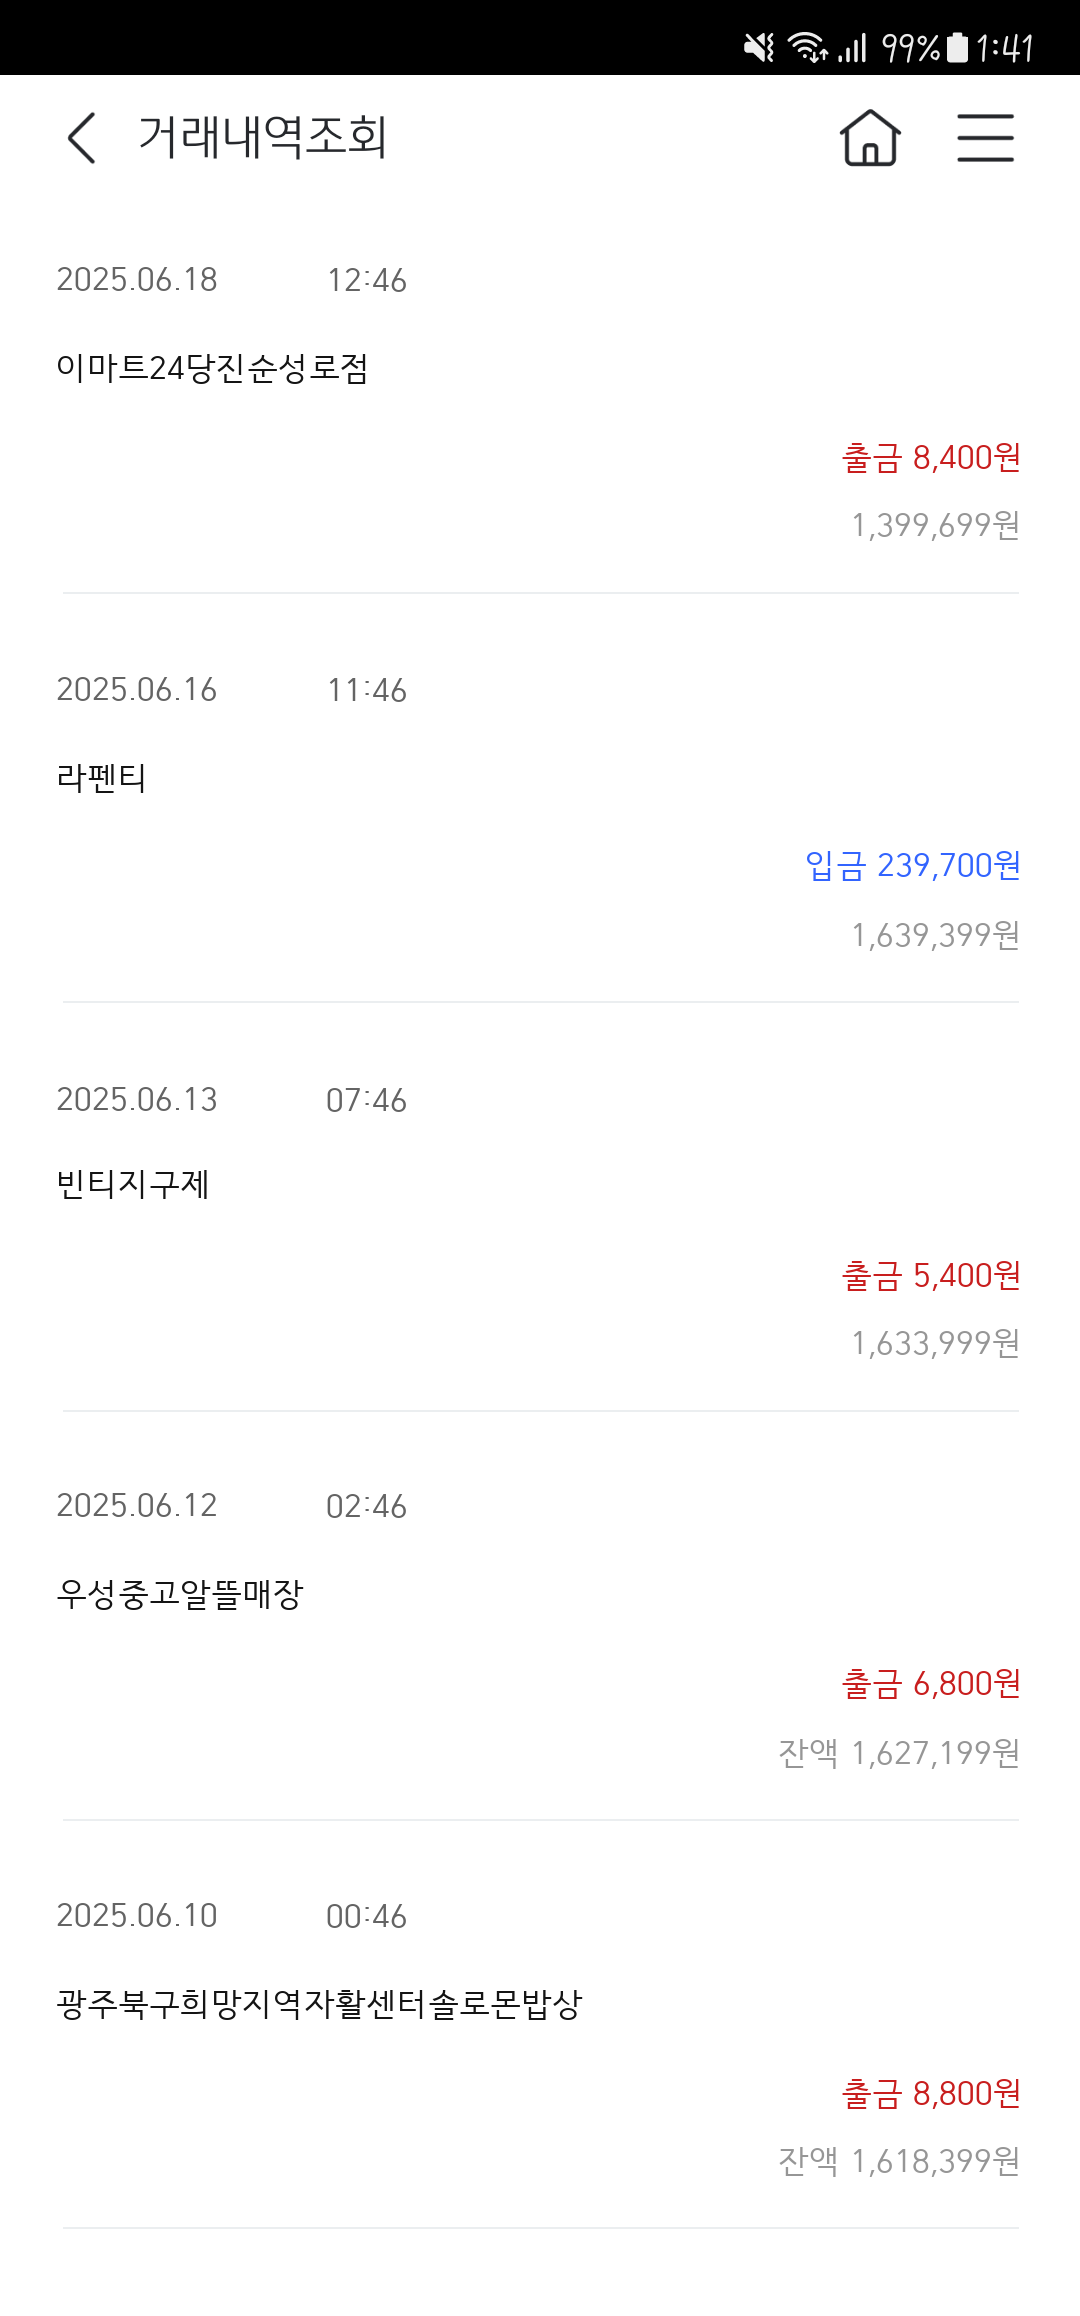 99% 1:41
거래내역조회
2025.06.18 12:46
이마트24당진순성로점
출금 8,400원
1,399,699원
2025.06.16 11:46
라펜티
입금 239,700원
1,639,399원
2025.06.13 07:46
빈티지구제
출금 5,400원
1,633,999원
2025.06.12 02:46
우성중고알뜰매장
출금 6,800원
잔액 1,627,199원
2025.06.10 00:46
광주북구희망지역자활센터솔로몬밥상
출금 8,800원
잔액 1,618,399원